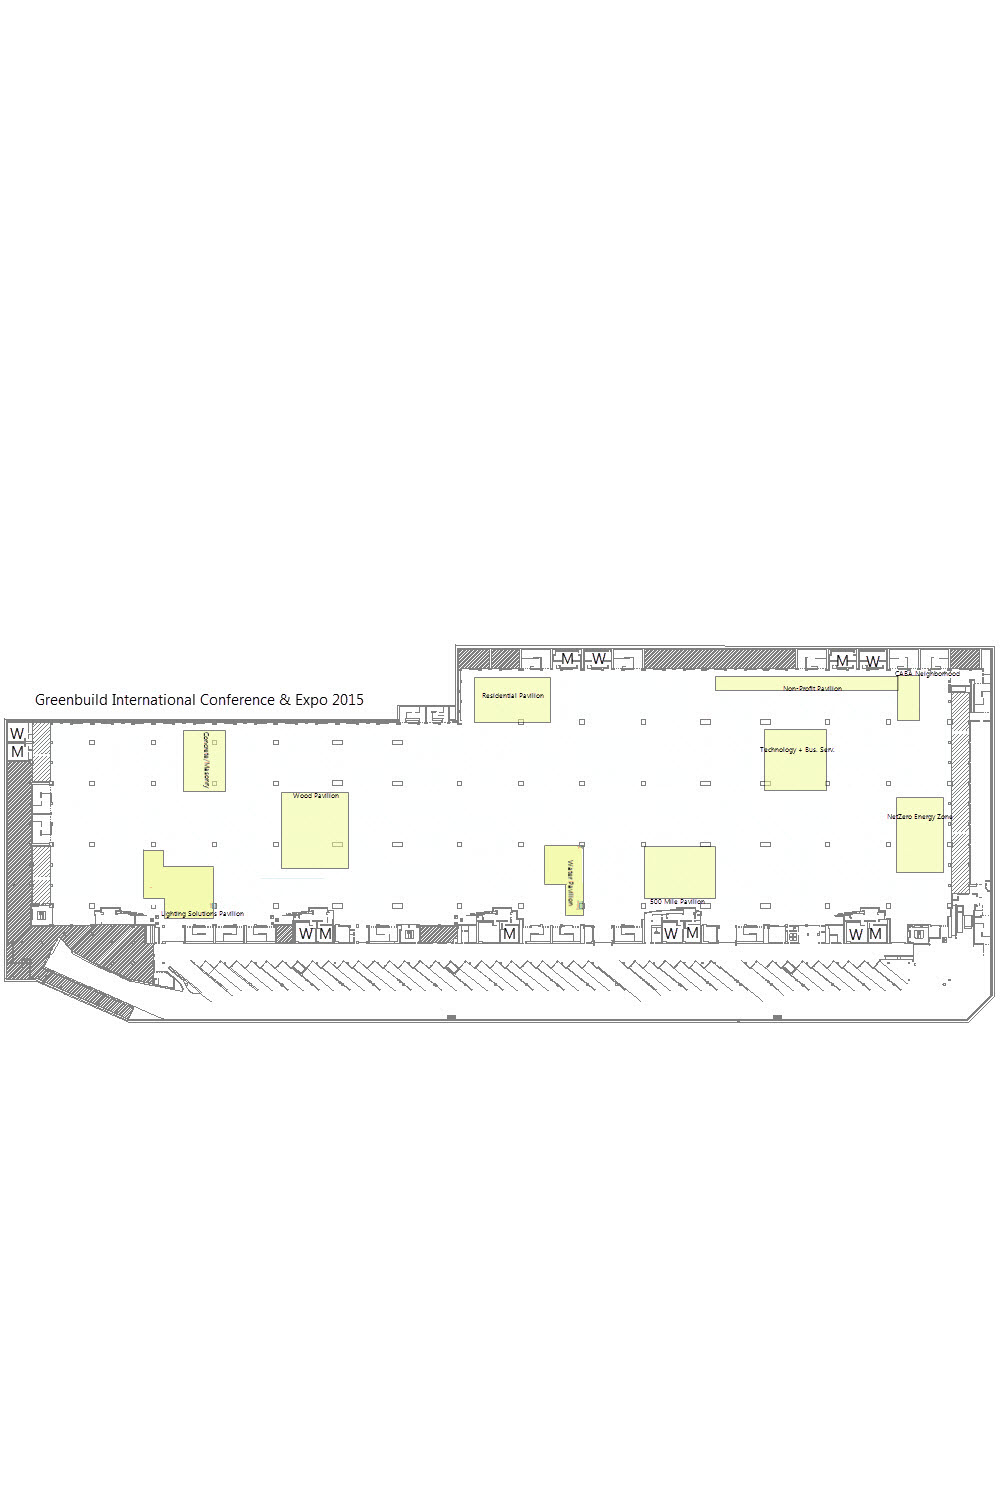 M
W
M
W
CABA Neighborhood
Non-Profit Pavilion
Residential Pavilion
Greenbuild International Conference & Expo 2015
W
M
Concrete/Masonry
Technology + Bus. Serv.
Wood Pavilion
NetZero Energy Zone
Water Pavilion
500 Mile Pavilion
Lighting Solutions Pavilion
W M
M
W M
W M